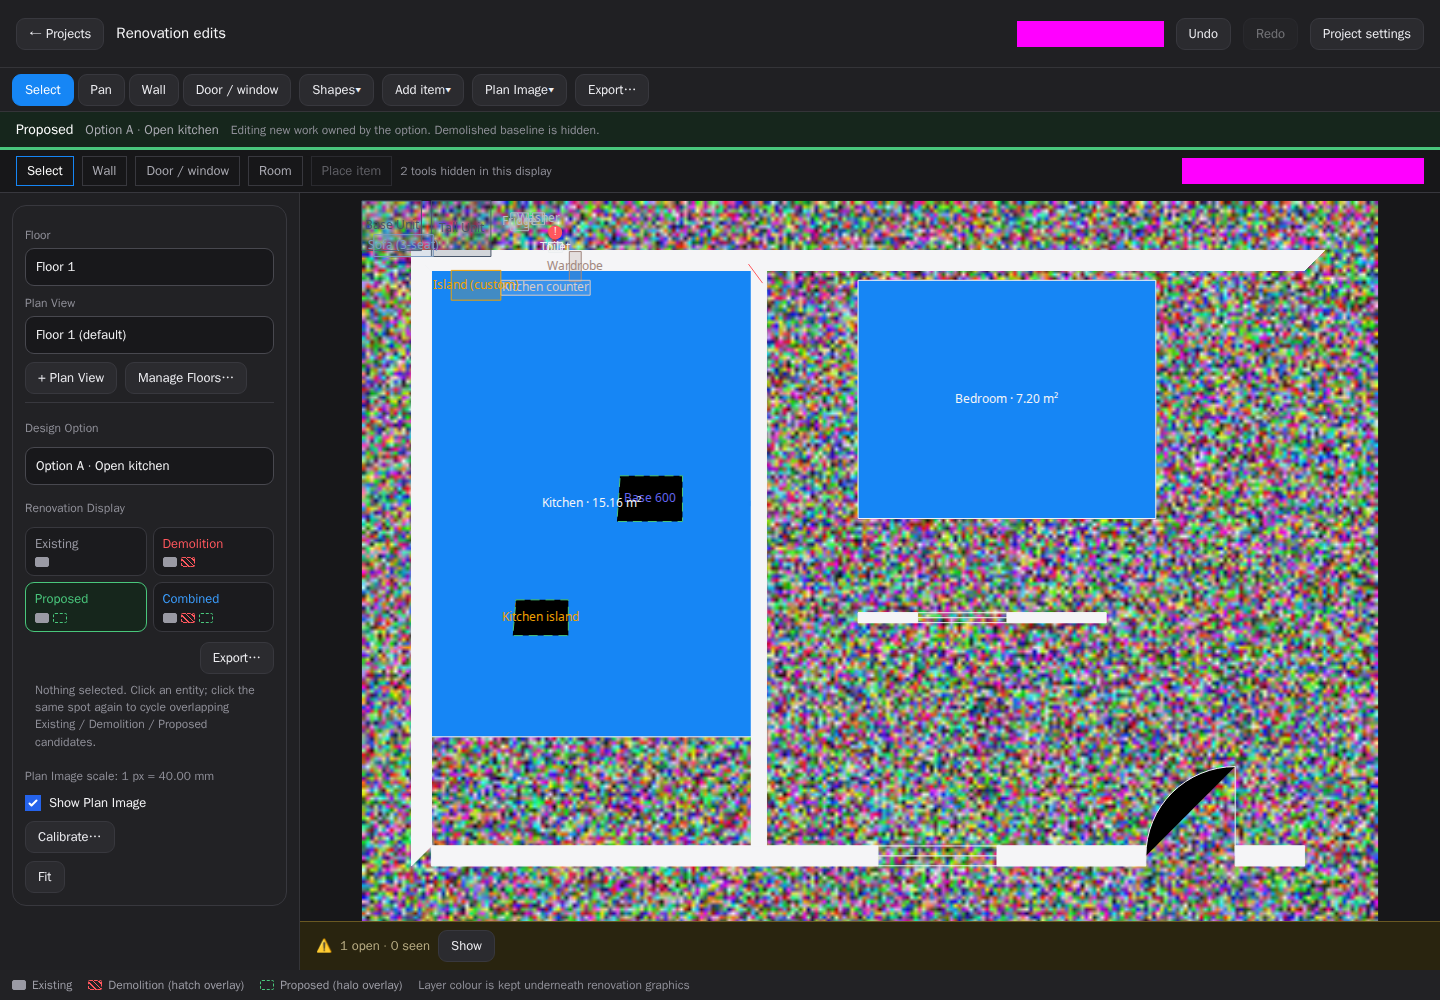 ← Projects
Renovation edits
Undo
Redo
Project settings
Select
Pan
Wall
Door / window
Shapes▾
Add item▾
Plan Image▾
Export⋯
Proposed
Option A · Open kitchen
Editing new work owned by the option. Demolished baseline is hidden.
Select
Wall
Door / window
Room
Place item
2 tools hidden in this display
Floor
Floor 1
Plan View
Floor 1 (default)
+ Plan View
Manage Floors⋯
Design Option
Option A · Open kitchen
Renovation Display
Existing
Demolition
Proposed
Combined
Export⋯
Nothing selected. Click an entity; click the
same spot again to cycle overlapping
Existing / Demolition / Proposed
candidates.
Plan Image scale: 1 px = 40.00 mm
Show Plan Image
Calibrate⋯
Fit
Base Unit
Washer
Toilet
Wardrobe
Island
Kitchen counter
Kitchen · 15.16 m²
Base 600
Kitchen island
Bedroom · 7.20 m²
1 open · 0 seen
Show
Existing
Demolition (hatch overlay)
Proposed (halo overlay)
Layer colour is kept underneath renovation graphics